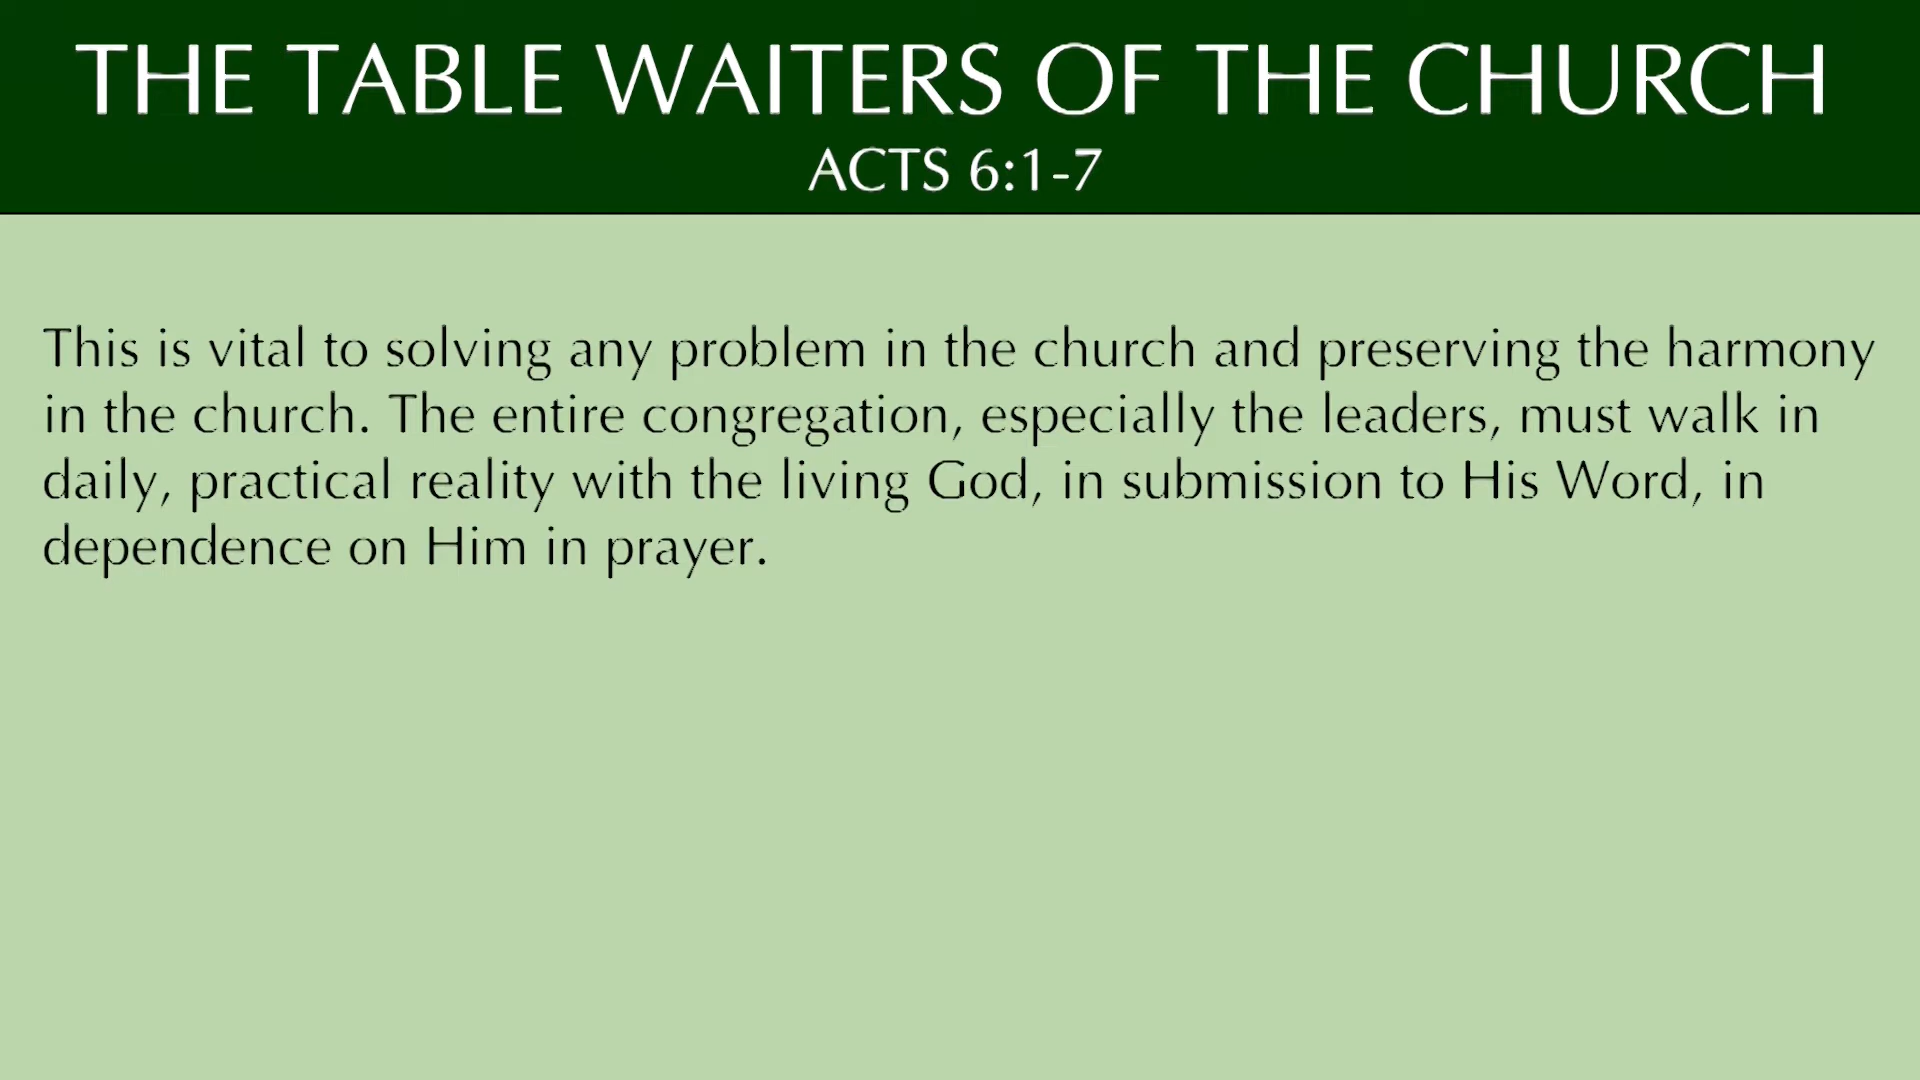 THE TABLE WAITERS OF THE CHURCH
ACTS 6:1-7
This is vital to solving any problem in the church and preserving the harmony
in the church. The entire congregation, especially the leaders, must walk in
daily, practical reality with the living God, in submission to His Word, in
dependence on Him in prayer.